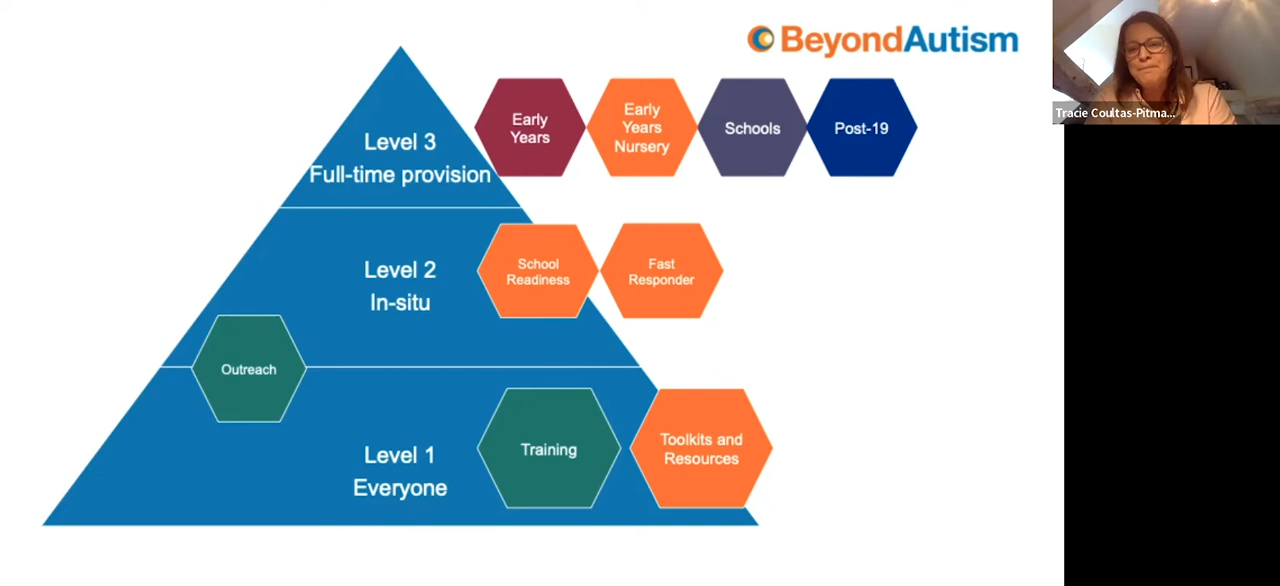 BeyondAutism
Tracie Coultas-Pitma...
Level 3
Full-time provision
Early
Years
Early
Years
Nursery
Schools
Post-19
Level 2
In-situ
School
Readiness
Fast
Responder
Outreach
Level 1
Everyone
Training
Toolkits and
Resources